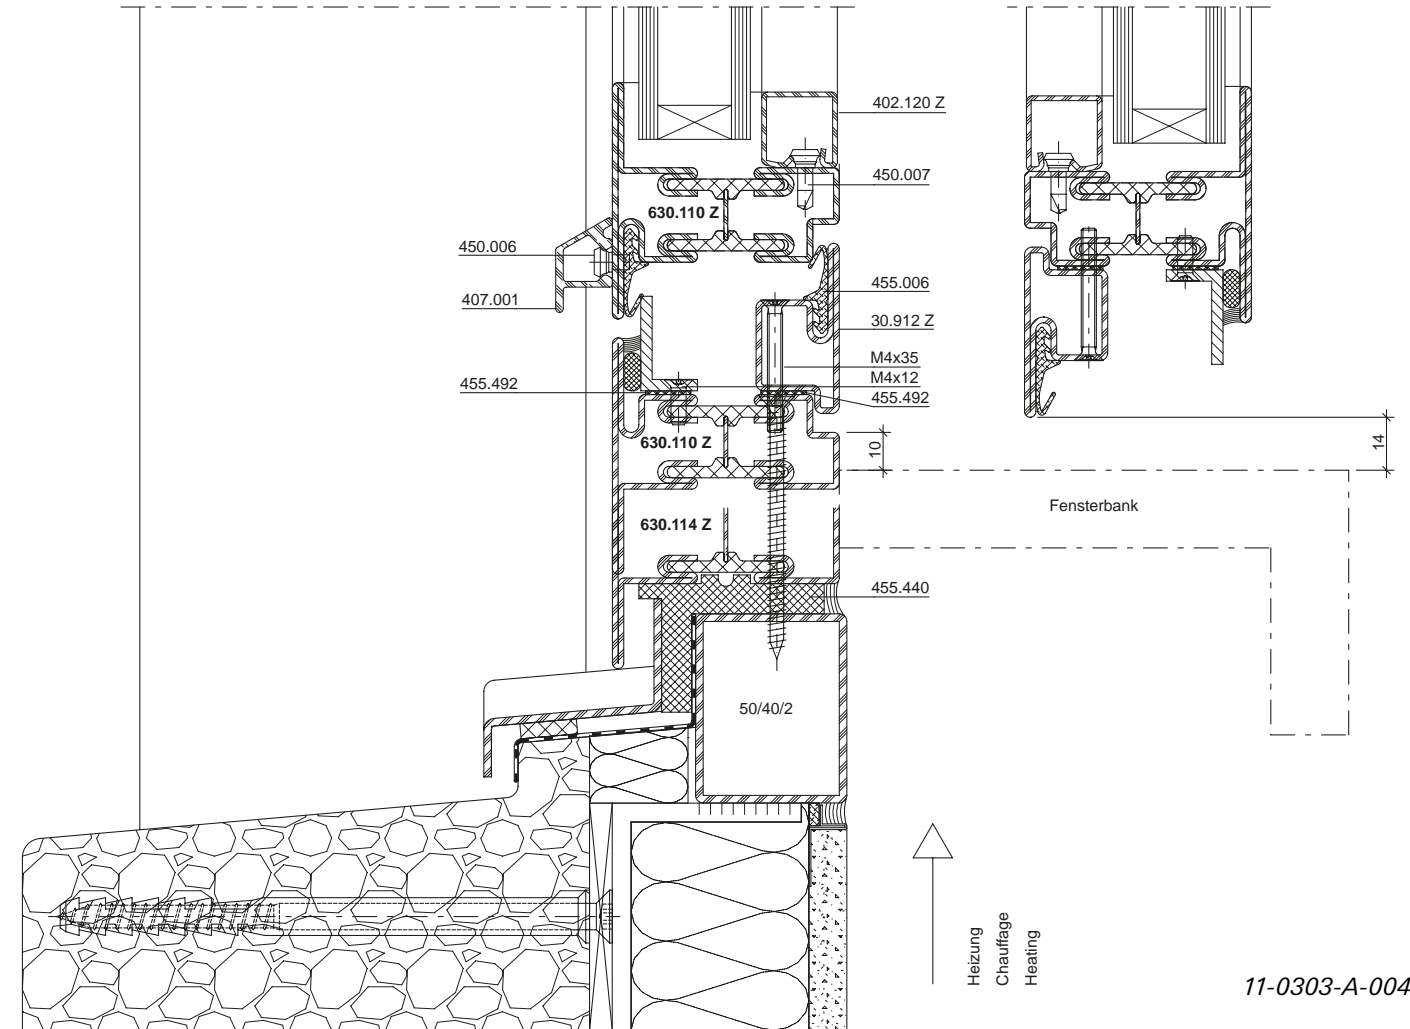 402.120 Z
450.007
630.110 Z
450.006
455.006
407.001
30.912 Z
M4x35
M4x12
455.492
455.492
630.110 Z
10
14
Fensterbank
630.114 Z
455.440
50/40/2
Heizung
Chauffage
Heating
11-0303-A-004